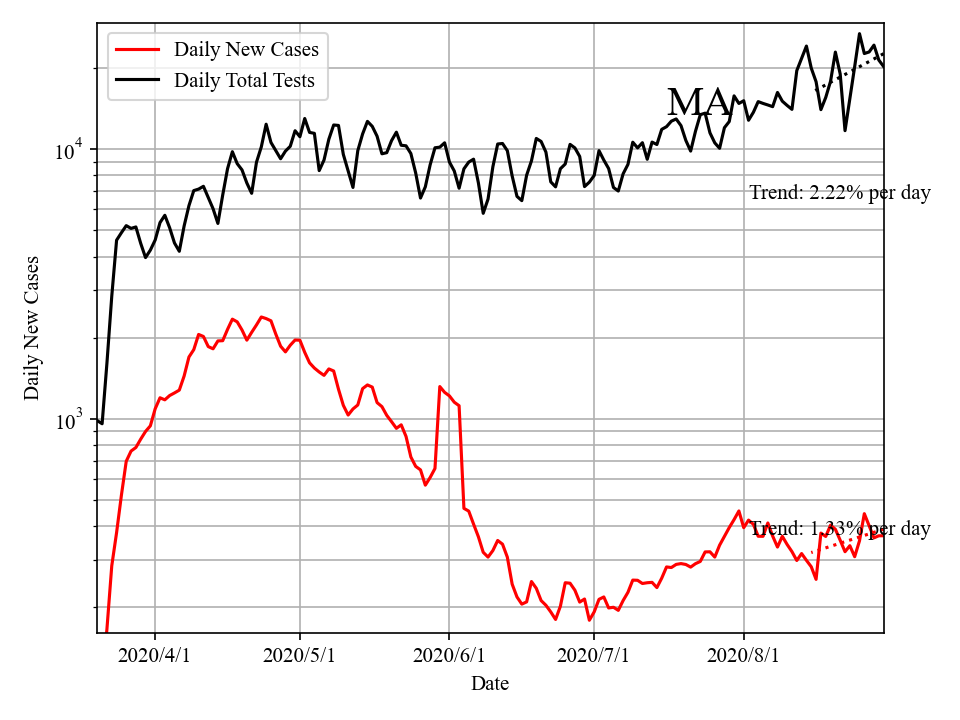 Daily New Cases
Daily Total Tests
MA
10^4
Trend: 2.22% per day
Daily New Cases
10^3
Trend: 1.33% per day
2020/4/1 2020/5/1 2020/6/1 2020/7/1 2020/8/1
Date